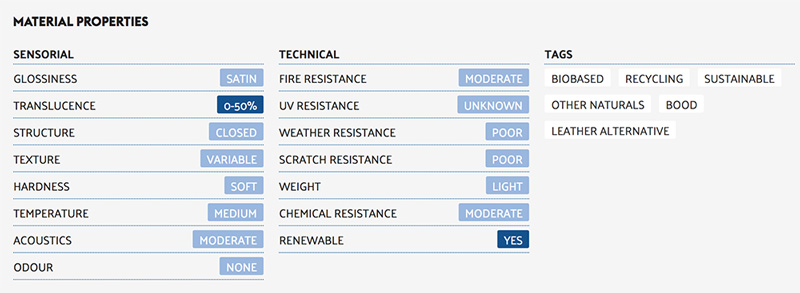 MATERIAL PROPERTIES
SENSORIAL
GLOSSINESS SATIN
TRANSLUCENCE 0-50%
STRUCTURE CLOSED
TEXTURE VARIABLE
HARDNESS SOFT
TEMPERATURE MEDIUM
ACOUSTICS MODERATE
ODOUR NONE
TECHNICAL
FIRE RESISTANCE MODERATE
UV RESISTANCE UNKNOWN
WEATHER RESISTANCE POOR
SCRATCH RESISTANCE POOR
WEIGHT LIGHT
CHEMICAL RESISTANCE MODERATE
RENEWABLE YES
TAGS
BIOBASED RECYCLING SUSTAINABLE
OTHER NATURALS BOOD
LEATHER ALTERNATIVE